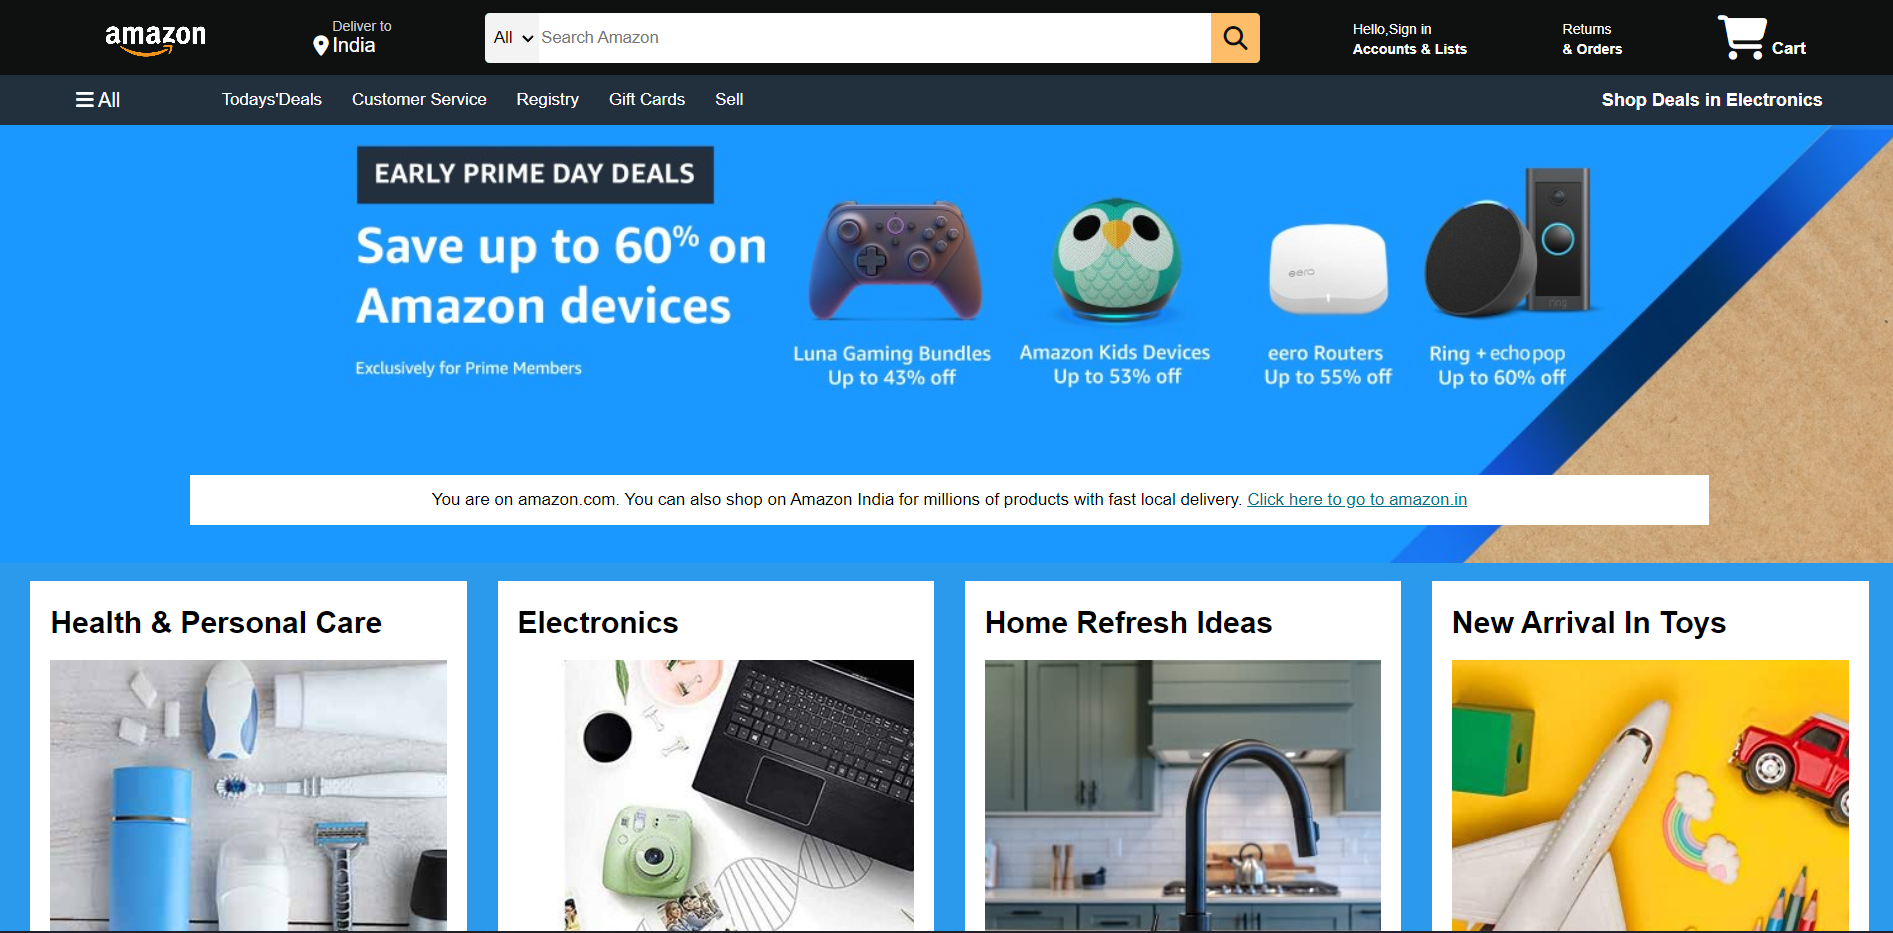 amazon
Deliver to
India
All
Search Amazon
Hello,Sign in
Accounts & Lists
Returns
& Orders
Cart
All
Todays'Deals
Customer Service
Registry
Gift Cards
Sell
Shop Deals in Electronics
EARLY PRIME DAY DEALS
Save up to 60% on
Amazon devices
Exclusively for Prime Members
eero
ring
Luna Gaming Bundles
Up to 43% off
Amazon Kids Devices
Up to 53% off
eero Routers
Up to 55% off
Ring + echo pop
Up to 60% off
You are on amazon.com. You can also shop on Amazon India for millions of products with fast local delivery. Click here to go to amazon.in
Health & Personal Care
Electronics
Home Refresh Ideas
New Arrival In Toys